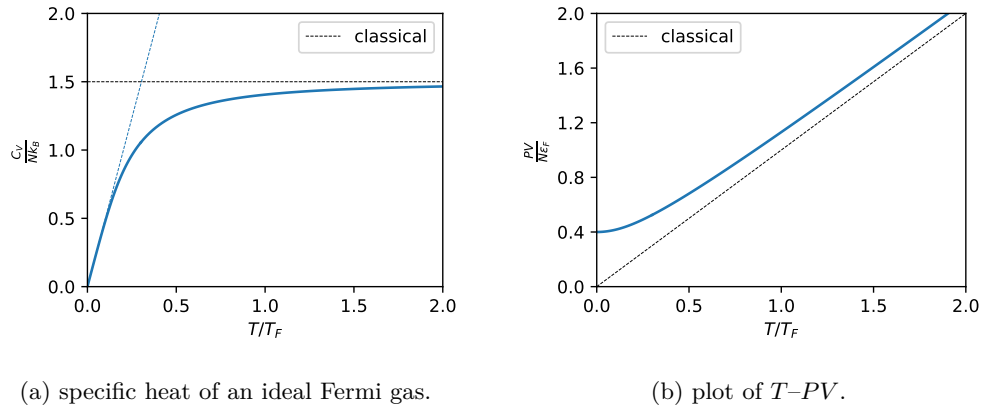 2.0
1.5
1.0
0.5
0.0
0.0 0.5 1.0 1.5 2.0
C_V / Nk_B
T/T_F
classical
(a) specific heat of an ideal Fermi gas.
2.0
1.6
1.2
0.8
0.4
0.0
0.0 0.5 1.0 1.5 2.0
PV / Nε_F
T/T_F
classical
(b) plot of T–PV.